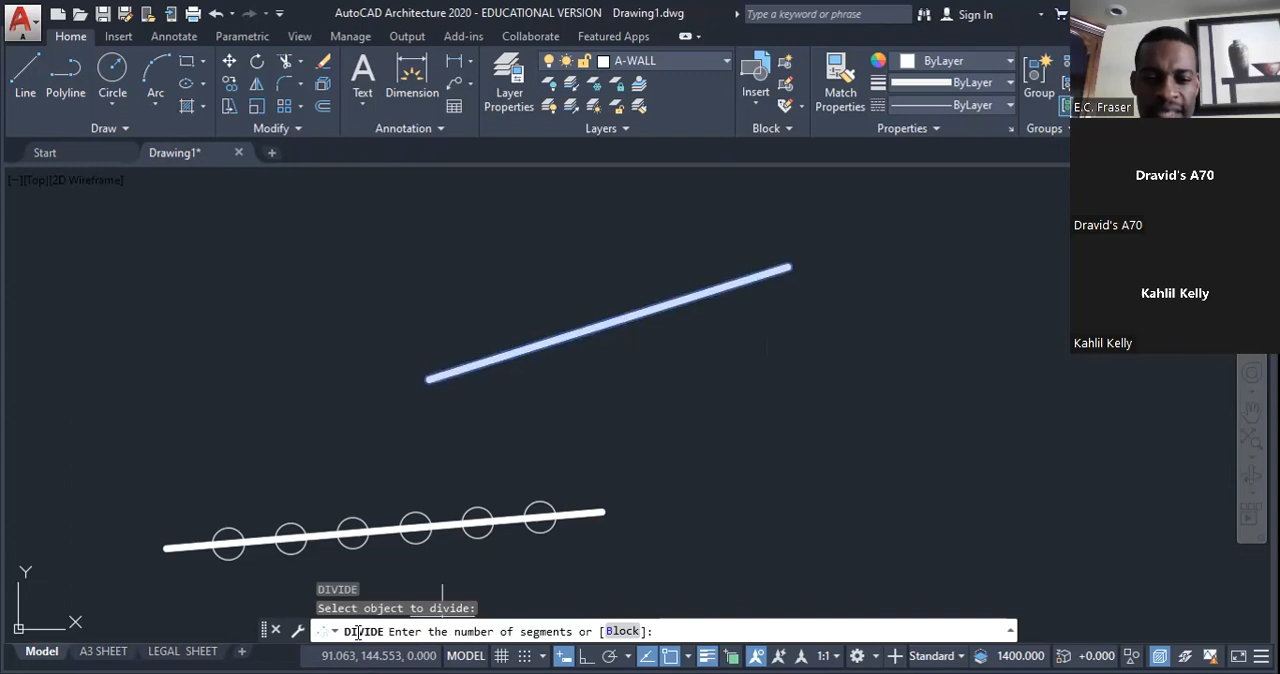 AutoCAD Architecture 2020 - EDUCATIONAL VERSION Drawing1.dwg
Type a keyword or phrase
Sign In
Home Insert Annotate Parametric View Manage Output Add-ins Collaborate Featured Apps
A-WALL
ByLayer
ByLayer
ByLayer
Line Polyline Circle Arc
Text Dimension
Layer Properties
Insert
Match Properties
Group
Draw Modify Annotation Layers Block Properties Groups
Start Drawing1*
[−][Top][2D Wireframe]
E.C. Fraser
Dravid's A70
Dravid's A70
Kahlil Kelly
Kahlil Kelly
Y
X
DIVIDE
Select object to divide:
DIVIDE Enter the number of segments or [Block]:
Model A3 SHEET LEGAL SHEET
91.063, 144.553, 0.000 MODEL 1:1 Standard 1400.000 +0.000